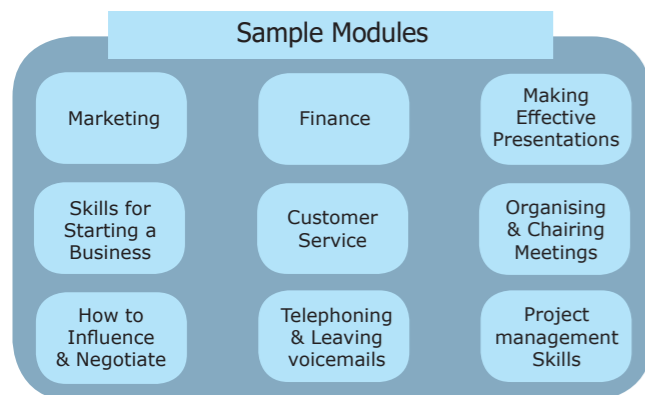 Sample Modules
Marketing
Finance
Making
Effective
Presentations
Skills for
Starting a
Business
Customer
Service
Organising
& Chairing
Meetings
How to
Influence
& Negotiate
Telephoning
& Leaving
voicemails
Project
management
Skills